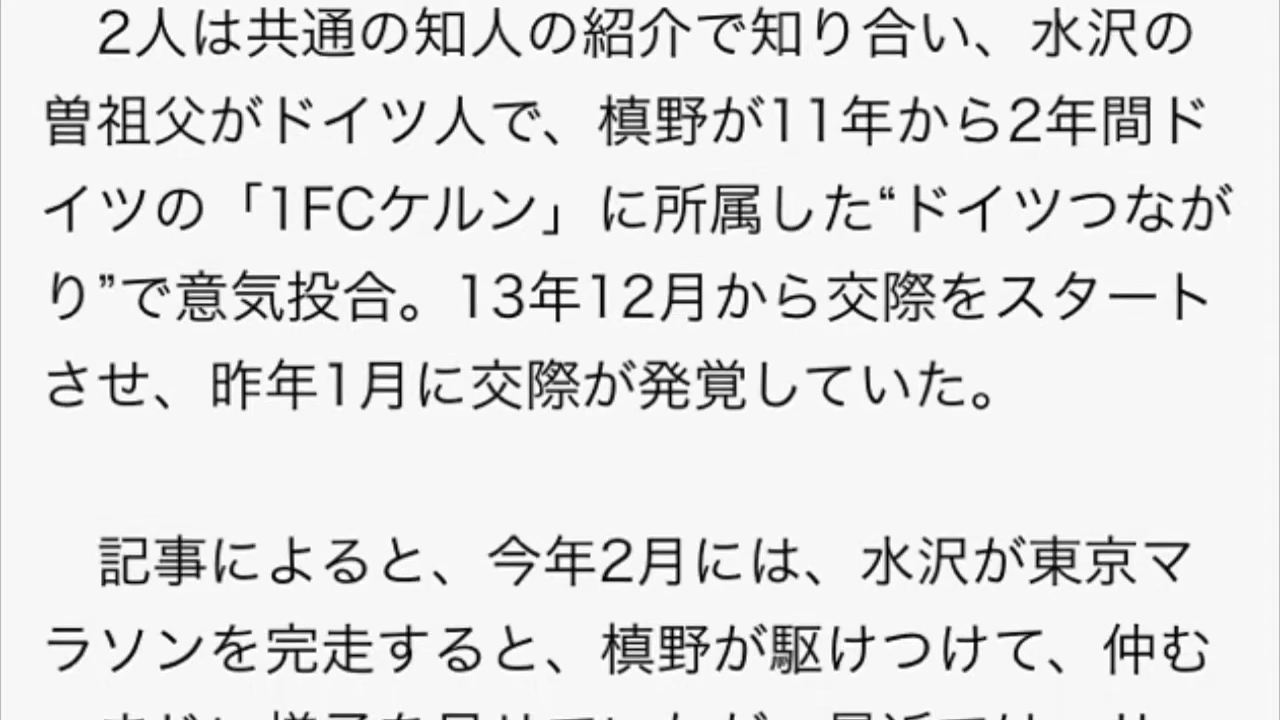 2人は共通の知人の紹介で知り合い、水沢の
曽祖父がドイツ人で、槙野が11年から2年間ド
イツの「1FCケルン」に所属した“ドイツつなが
り”で意気投合。13年12月から交際をスタート
させ、昨年1月に交際が発覚していた。
記事によると、今年2月には、水沢が東京マ
ラソンを完走すると、槙野が駆けつけて、仲む